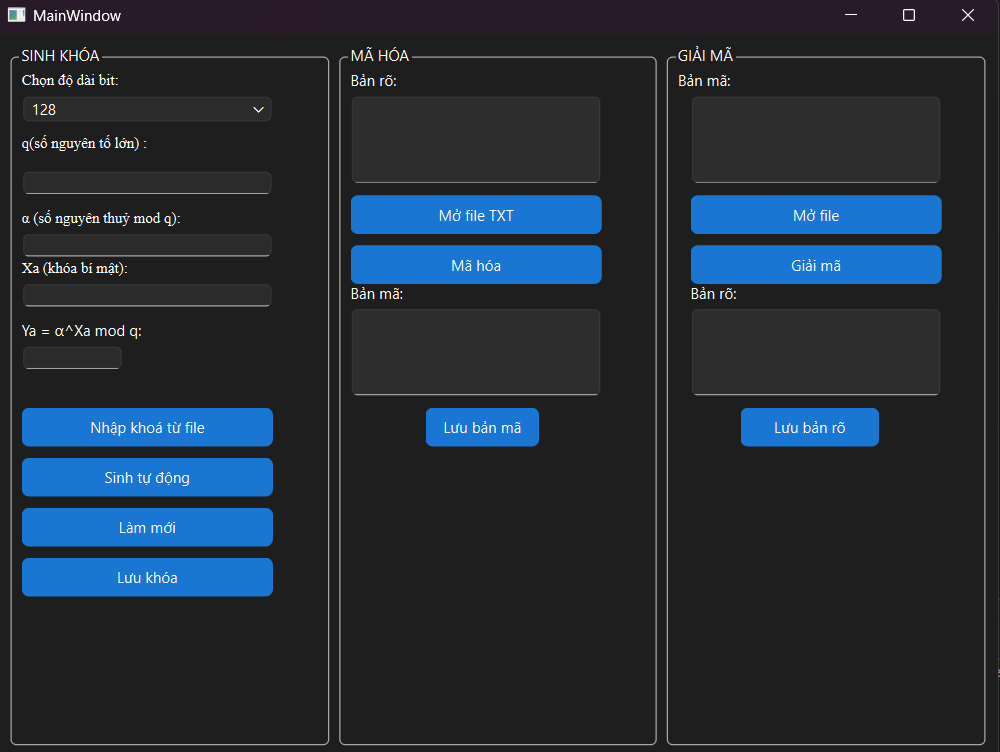 MainWindow
SINH KHÓA
Chọn độ dài bit:
128
q(số nguyên tố lớn) :
α (số nguyên thuỷ mod q):
Xa (khóa bí mật):
Ya = α^Xa mod q:
Nhập khoá từ file
Sinh tự động
Làm mới
Lưu khóa
MÃ HÓA
Bản rõ:
Mở file TXT
Mã hóa
Bản mã:
Lưu bản mã
GIẢI MÃ
Bản mã:
Mở file
Giải mã
Bản rõ:
Lưu bản rõ